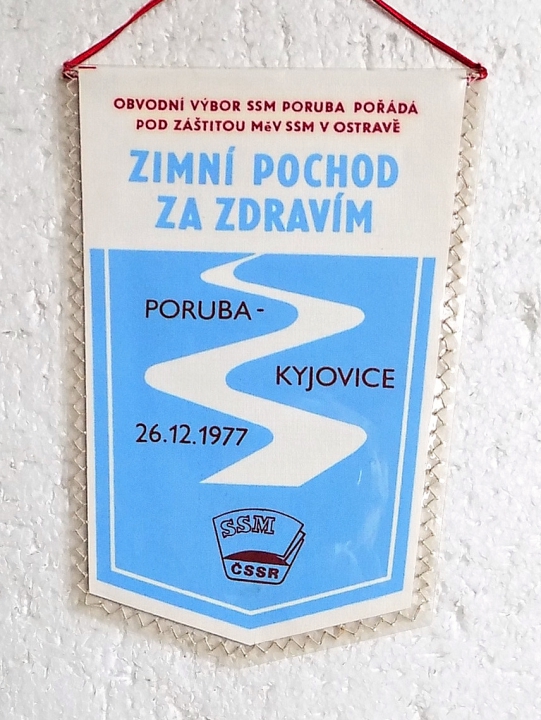 OBVODNÍ VÝBOR SSM PORUBA POŘÁDÁ
POD ZÁŠTITOU MěV SSM V OSTRAVĚ
ZIMNÍ POCHOD
ZA ZDRAVÍM
PORUBA-
KYJOVICE
26.12.1977
SSM
ČSSR